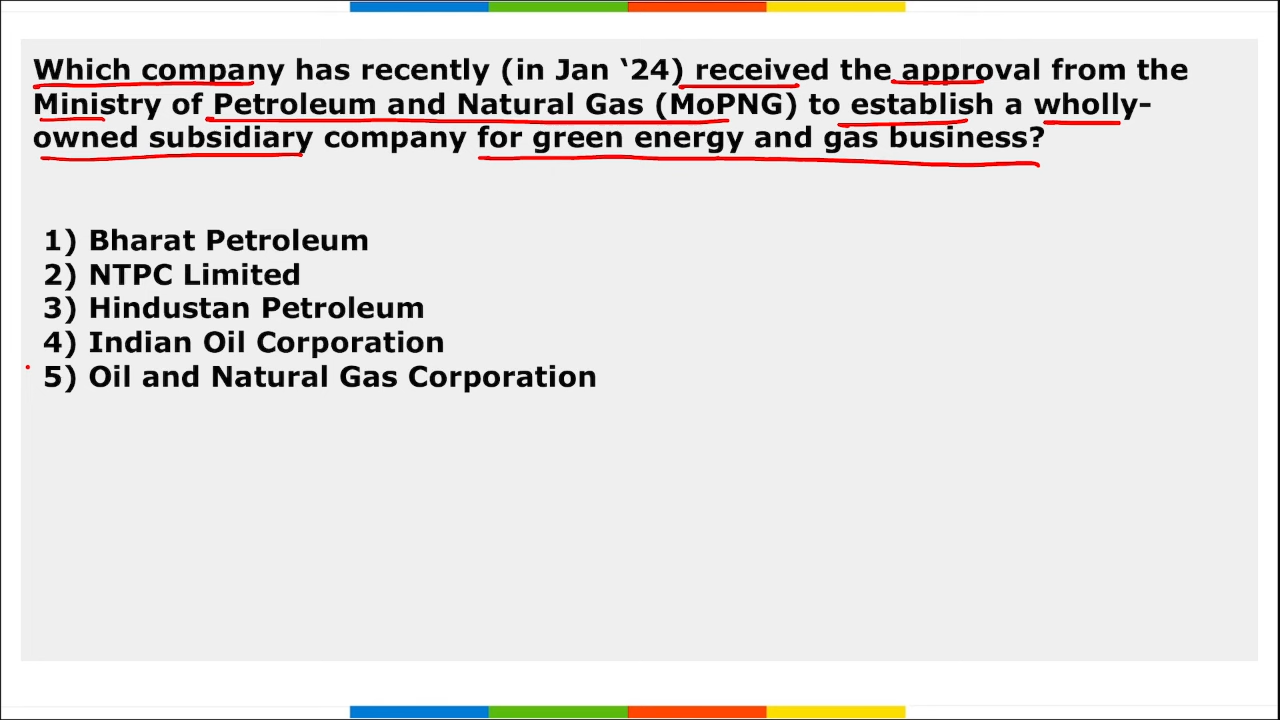 Which company has recently (in Jan ‘24) received the approval from the
Ministry of Petroleum and Natural Gas (MoPNG) to establish a wholly-
owned subsidiary company for green energy and gas business?
1) Bharat Petroleum
2) NTPC Limited
3) Hindustan Petroleum
4) Indian Oil Corporation
5) Oil and Natural Gas Corporation